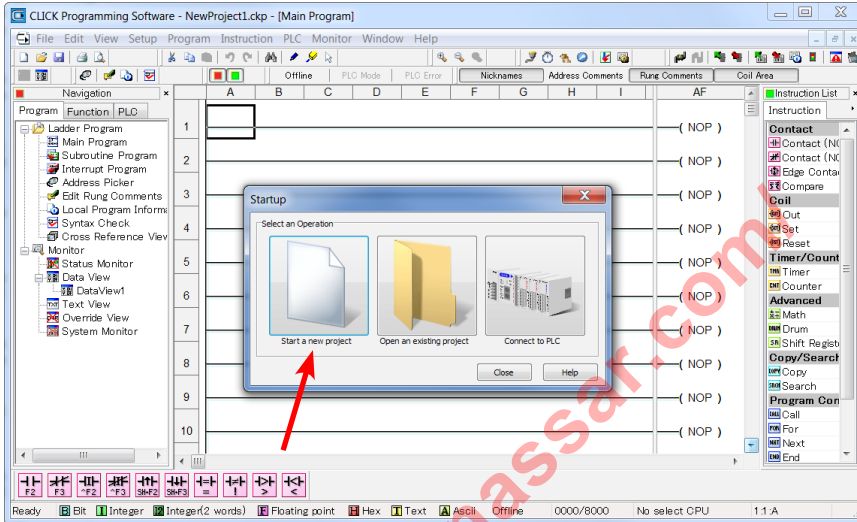 CLICK Programming Software - NewProject1.ckp - [Main Program]
File Edit View Setup Program Instruction PLC Monitor Window Help
Offline PLC Mode PLC Error Nicknames Address Comments Rung Comments Coil Area
Navigation
Program Function PLC
Ladder Program
Main Program
Subroutine Program
Interrupt Program
Address Picker
Edit Rung Comments
Local Program Informa
Syntax Check
Cross Reference View
Monitor
Status Monitor
Data View
DataView1
Text View
Override View
System Monitor
A B C D E F G H I AF
1 ( NOP )
2 ( NOP )
3 ( NOP )
4 ( NOP )
5 ( NOP )
6 ( NOP )
7 ( NOP )
8 ( NOP )
9 ( NOP )
10 ( NOP )
Startup
Select an Operation
Start a new project Open an existing project Connect to PLC
Close Help
Instruction List
Instruction
Contact
Contact (NO
Contact (NC
Edge Contac
Compare
Coil
Out
Set
Reset
Timer/Count
Timer
Counter
Advanced
Math
Drum
Shift Registe
Copy/Search
Copy
Search
Program Con
Call
For
Next
End
F2 F3 ^F2 ^F3 SH+F2 SH+F3 = ! > <
Ready Bit Integer Integer(2 words) Floating point Hex Text Ascii Offline 0000/8000 No select CPU 1:1:A
massar.com/